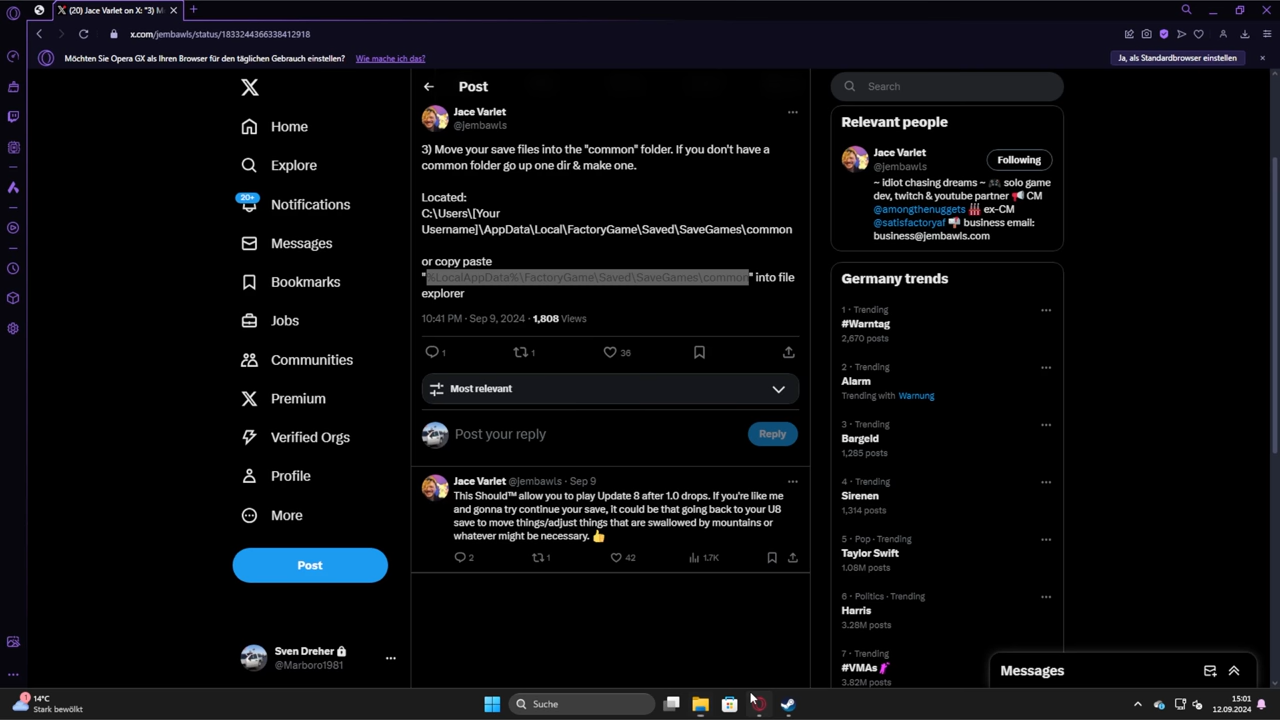 (20) Jace Varlet on X: "3) M
x.com/jembawls/status/1833244366338412918
Möchten Sie Opera GX als Ihren Browser für den täglichen Gebrauch einstellen? Wie mache ich das?
Ja, als Standardbrowser einstellen
Home
Explore
20+
Notifications
Messages
Bookmarks
Jobs
Communities
Premium
Verified Orgs
Profile
More
Post
Sven Dreher
@Marboro1981
Post
Jace Varlet
@jembawls
3) Move your save files into the "common" folder. If you don't have a
common folder go up one dir & make one.
Located:
C:\Users\[Your
Username]\AppData\Local\FactoryGame\Saved\SaveGames\common
or copy paste
"%LocalAppData%\FactoryGame\Saved\SaveGames\common" into file
explorer
10:41 PM · Sep 9, 2024 · 1,808 Views
1 1 36
Most relevant
Post your reply
Reply
Jace Varlet @jembawls · Sep 9
This Should™ allow you to play Update 8 after 1.0 drops. If you're like me
and gonna try continue your save, it could be that going back to your U8
save to move things/adjust things that are swallowed by mountains or
whatever might be necessary. 👍
2 1 42 1.7K
Search
Relevant people
Jace Varlet
@jembawls
Following
~ idiot chasing dreams ~ 🎮 solo game
dev, twitch & youtube partner 📢 CM
@amongthenuggets 🏭 ex-CM
@satisfactoryaf 📫 business email:
business@jembawls.com
Germany trends
1 · Trending
#Warntag
2,670 posts
2 · Trending
Alarm
Trending with Warnung
3 · Trending
Bargeld
1,285 posts
4 · Trending
Sirenen
1,314 posts
5 · Pop · Trending
Taylor Swift
1.08M posts
6 · Politics · Trending
Harris
3.28M posts
7 · Trending
#VMAs
3.82M posts
Messages
1
14°C
Stark bewölkt
Suche
15:01
12.09.2024